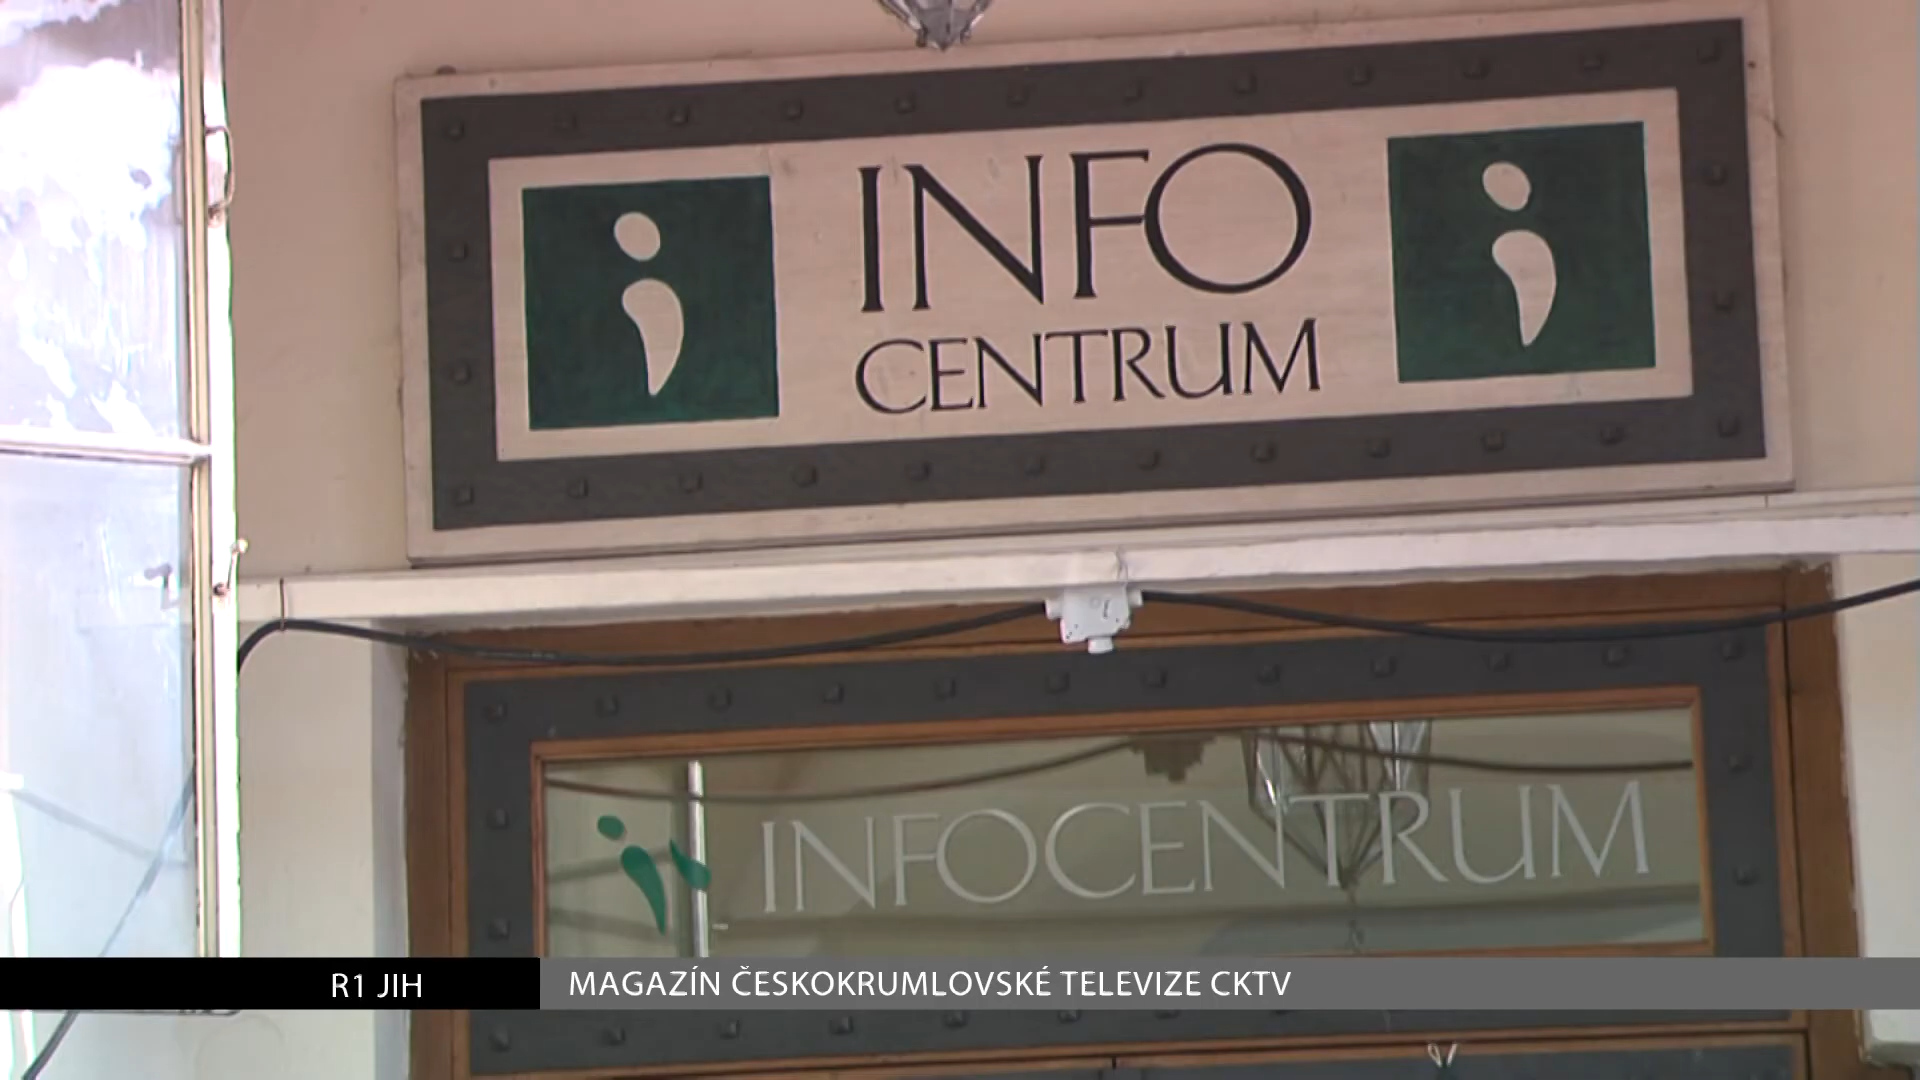 INFO
CENTRUM
INFOCENTRUM
R1 JIH
MAGAZÍN ČESKOKRUMLOVSKÉ TELEVIZE CKTV